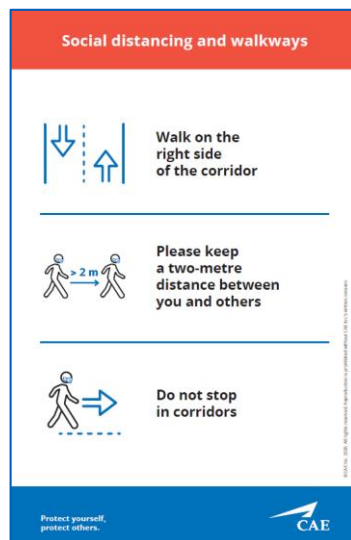 Social distancing and walkways
Walk on the
right side
of the corridor
> 2 m
Please keep
a two-metre
distance between
you and others
Do not stop
in corridors
Protect yourself,
protect others.
CAE